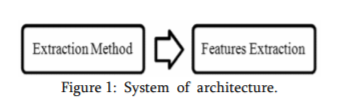 Extraction Method Features Extraction
Figure 1: System of architecture.